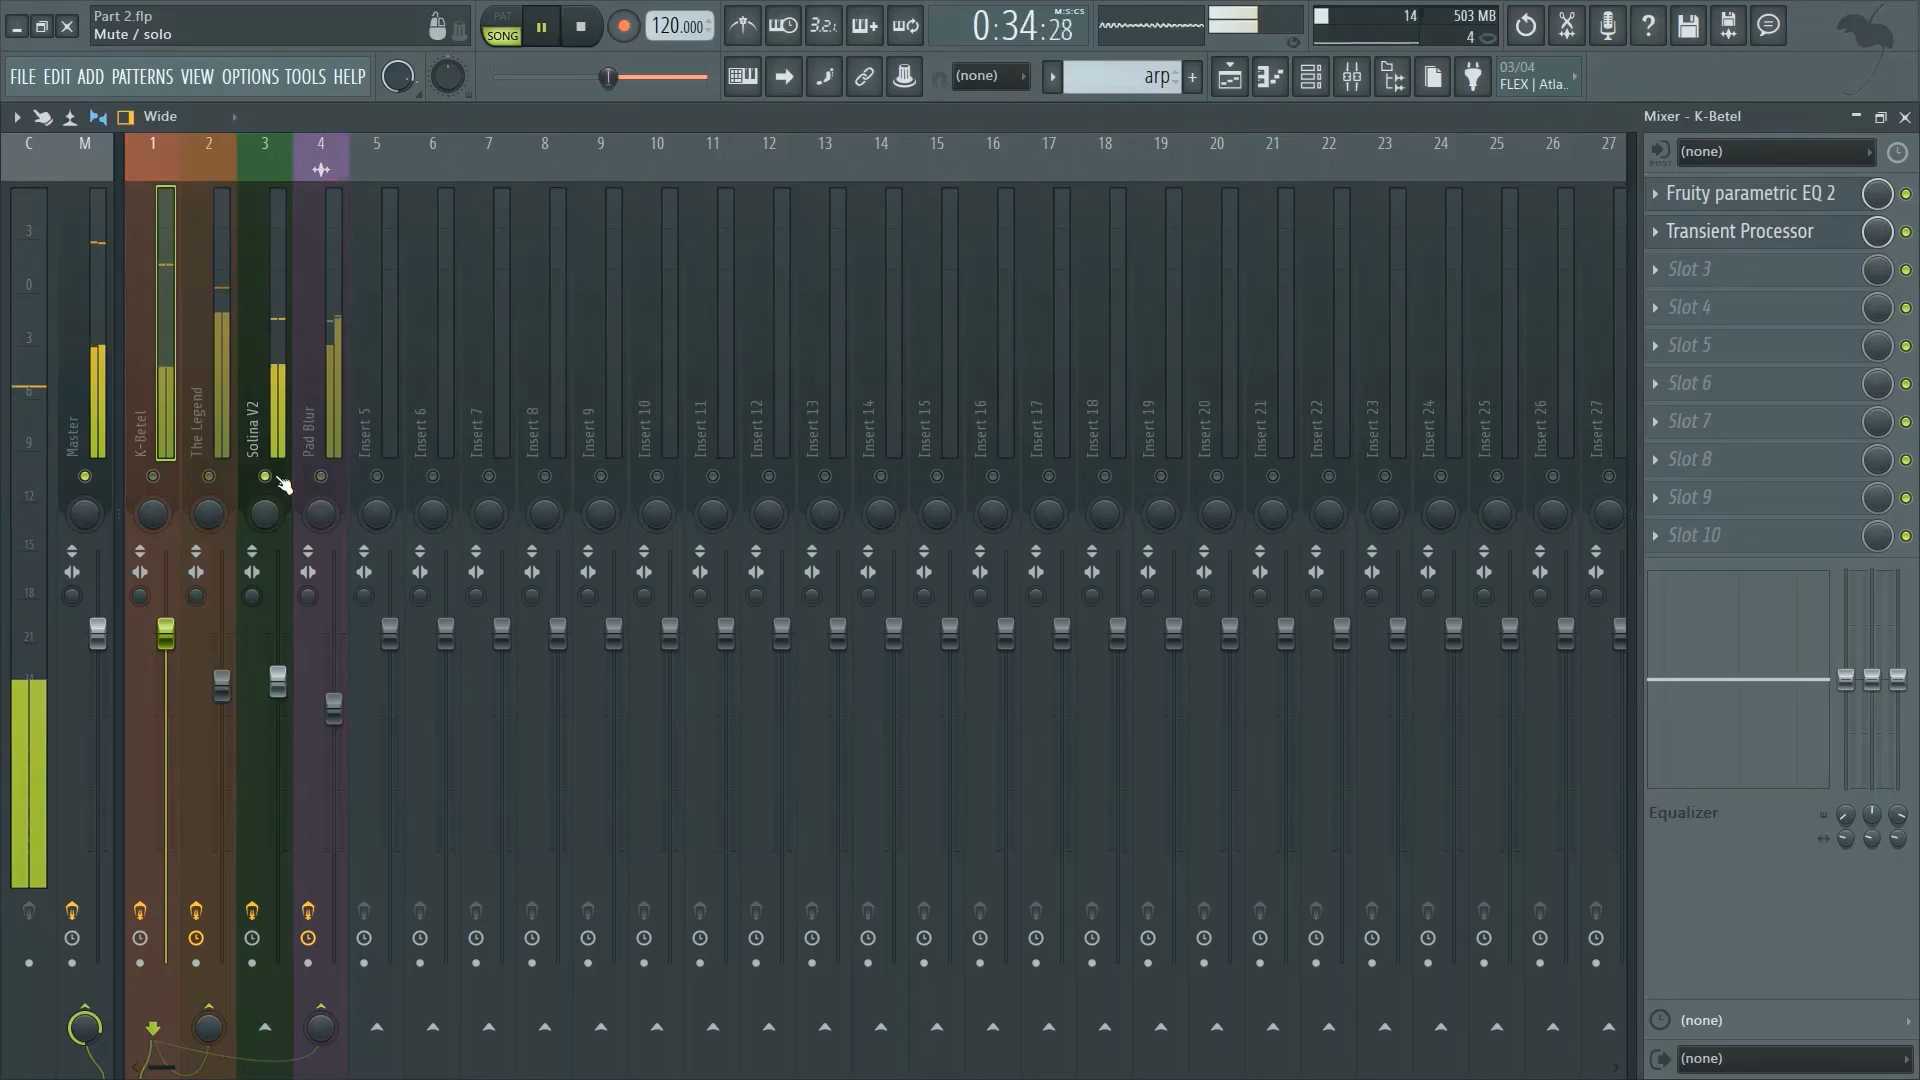 Part 2.flp
Mute / solo
PAT
SONG
120.000
3.2.1
0:34:28
M:S:CS
14
503 MB
4
FILE EDIT ADD PATTERNS VIEW OPTIONS TOOLS HELP
(none)
arp
+
03/04
FLEX | Atla..
Wide
Mixer - K-Betel
C M 1 2 3 4 5 6 7 8 9 10 11 12 13 14 15 16 17 18 19 20 21 22 23 24 25 26 27
POST
(none)
Fruity parametric EQ 2
Transient Processor
Slot 3
Slot 4
Slot 5
Slot 6
Slot 7
Slot 8
Slot 9
Slot 10
3
0
3
6
9
12
15
18
21
Master
K-Betel
The Legend
Solina V2
Pad Blur
Insert 5
Insert 6
Insert 7
Insert 8
Insert 9
Insert 10
Insert 11
Insert 12
Insert 13
Insert 14
Insert 15
Insert 16
Insert 17
Insert 18
Insert 19
Insert 20
Insert 21
Insert 22
Insert 23
Insert 24
Insert 25
Insert 26
Insert 27
Equalizer
(none)
(none)